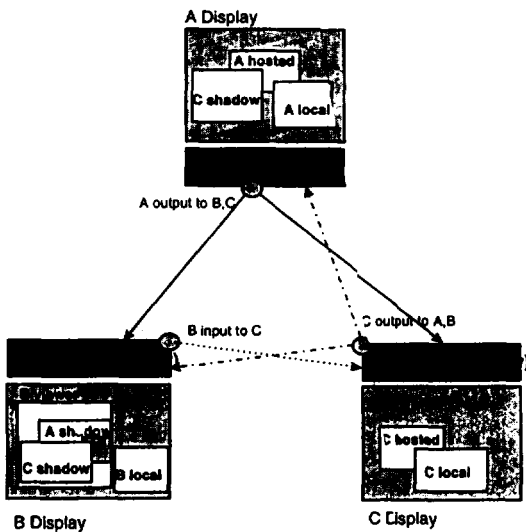 A Display
A hosted
C shadow
A local
A output to B,C
B input to C
C output to A,B
C shadow
B local
C hosted
C local
B Display
C Display